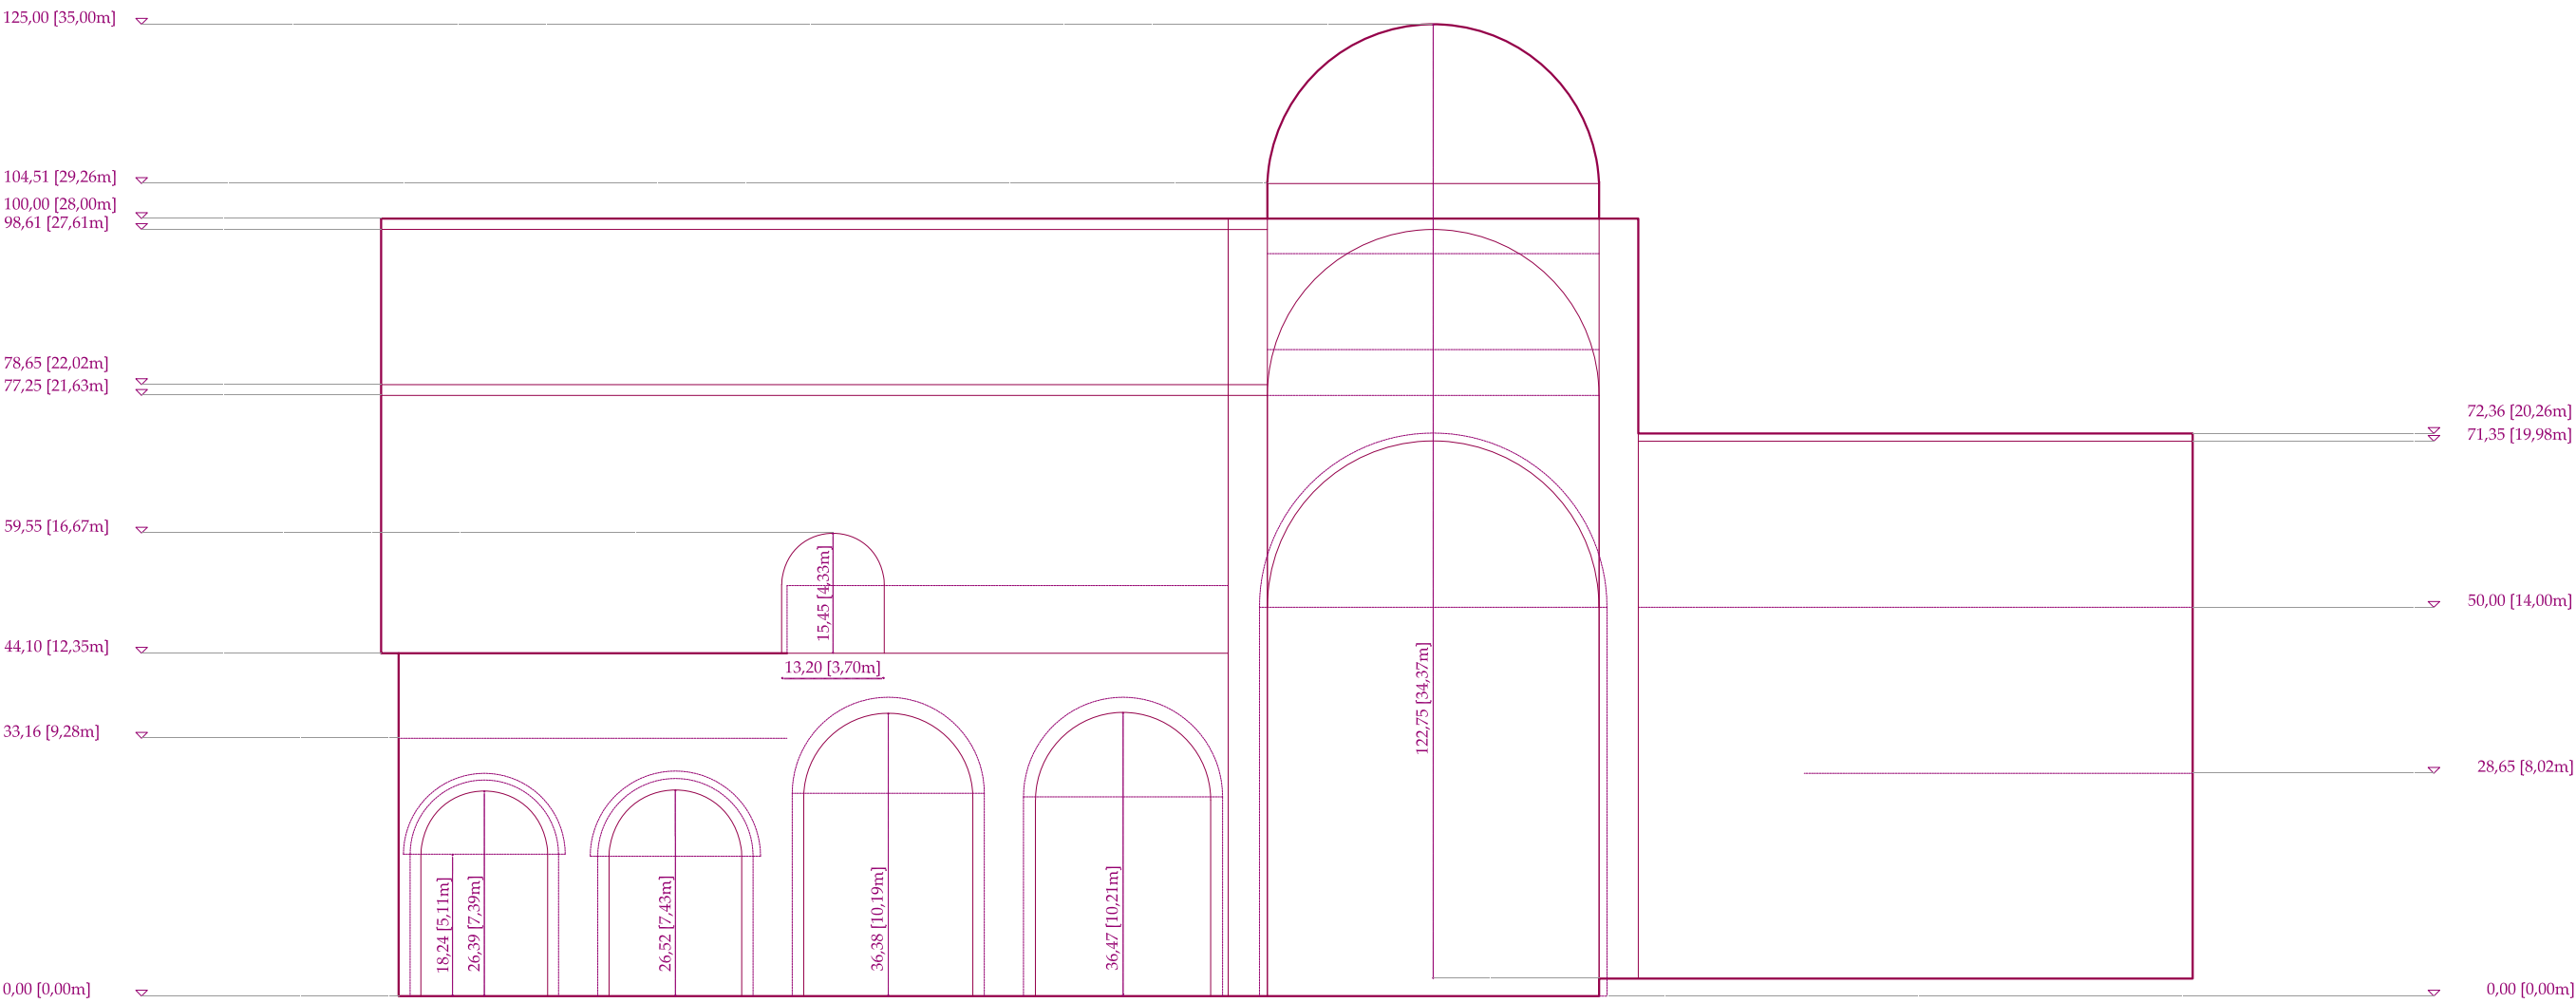 125,00 [35,00m]
104,51 [29,26m]
100,00 [28,00m]
98,61 [27,61m]
78,65 [22,02m]
77,25 [21,63m]
72,36 [20,26m]
71,35 [19,98m]
59,55 [16,67m]
15,45 [4,33m]
50,00 [14,00m]
44,10 [12,35m]
13,20 [3,70m]
122,75 [34,37m]
33,16 [9,28m]
28,65 [8,02m]
18,24 [5,11m]
26,39 [7,39m]
26,52 [7,43m]
36,38 [10,19m]
36,47 [10,21m]
0,00 [0,00m]
0,00 [0,00m]